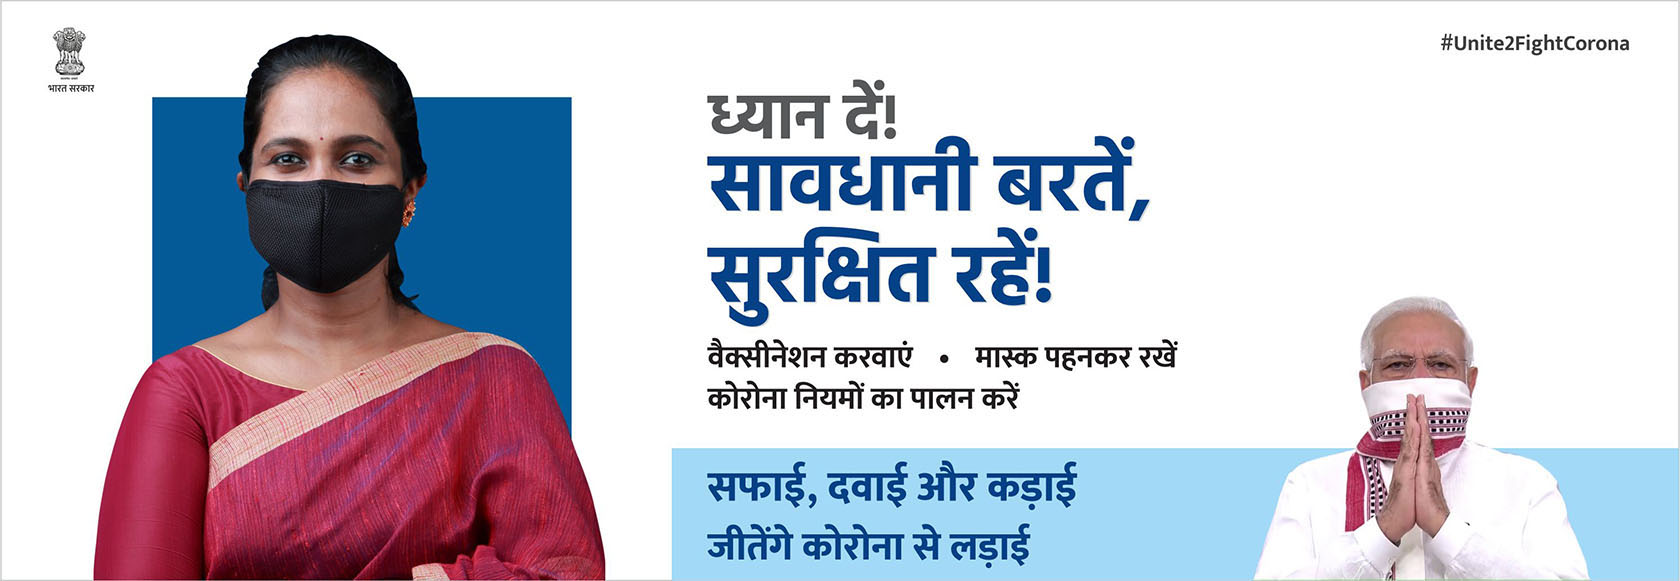 भारत सरकार
#Unite2FightCorona
ध्यान दें!
सावधानी बरतें,
सुरक्षित रहें!
वैक्सीनेशन करवाएं • मास्क पहनकर रखें
कोरोना नियमों का पालन करें
सफाई, दवाई और कड़ाई
जीतेंगे कोरोना से लड़ाई